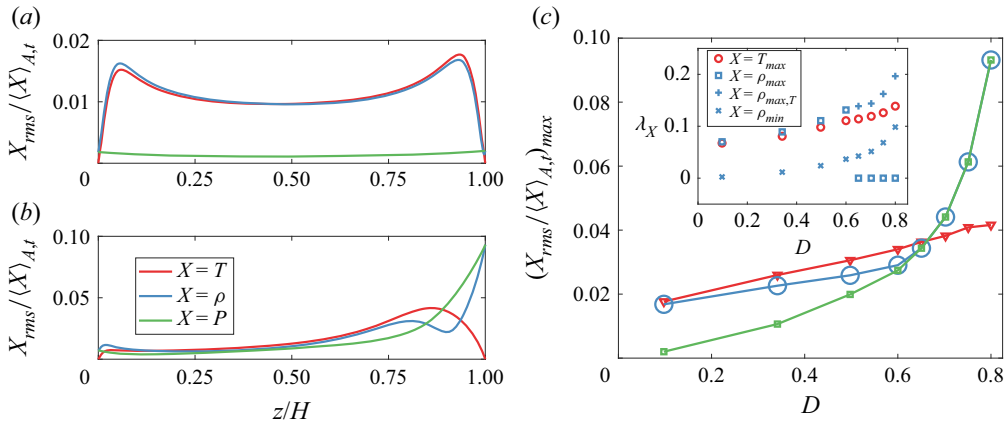 (a)
X_rms/⟨X⟩_A,t
0.02
0.01
0
0.25
0.50
0.75
1.00
(b)
X_rms/⟨X⟩_A,t
0.10
0.05
X = T
X = ρ
X = P
0
0.25
0.50
0.75
1.00
z/H
(c)
(X_rms/⟨X⟩_A,t)_max
0.10
0.08
0.06
0.04
0.02
0
0.2
0.4
0.6
0.8
D
λ_X
0.2
0.1
0
X = T_max
X = ρ_max
X = ρ_max,T
X = ρ_min
0
0.2
0.4
0.6
0.8
D